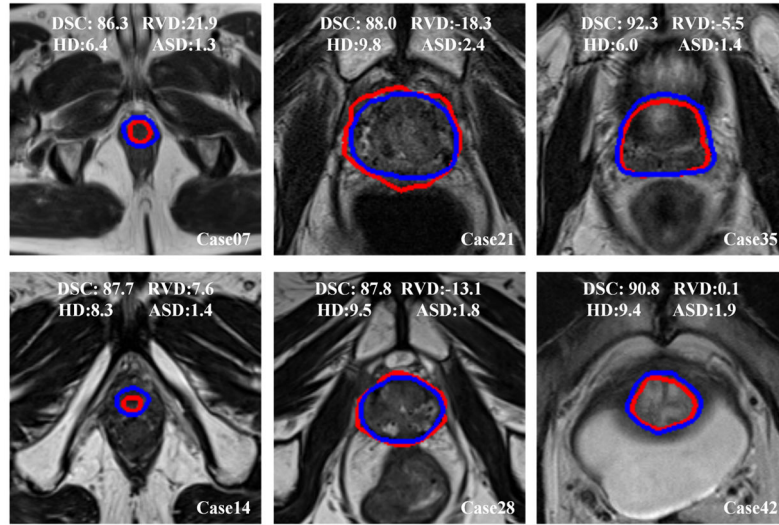 DSC: 86.3 RVD:21.9
HD:6.4 ASD:1.3
Case07
DSC: 88.0 RVD:-18.3
HD:9.8 ASD:2.4
Case21
DSC: 92.3 RVD:-5.5
HD:6.0 ASD:1.4
Case35
DSC: 87.7 RVD:7.6
HD:8.3 ASD:1.4
Case14
DSC: 87.8 RVD:-13.1
HD:9.5 ASD:1.8
Case28
DSC: 90.8 RVD:0.1
HD:9.4 ASD:1.9
Case42